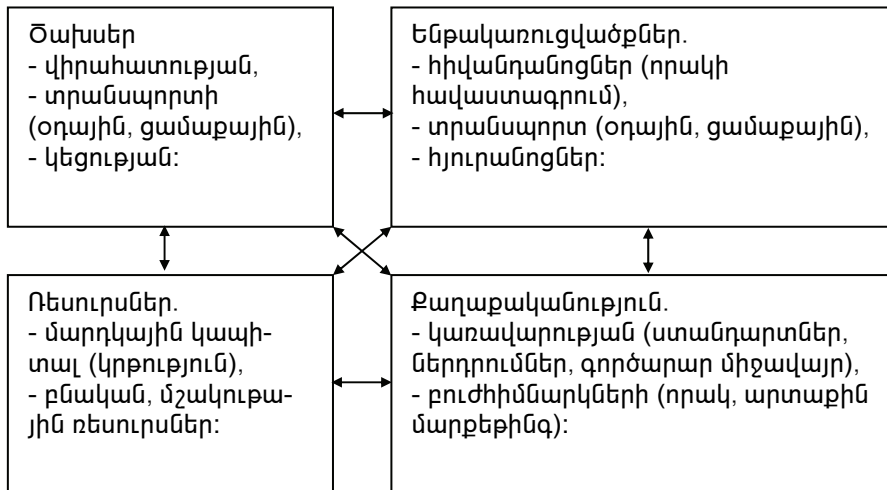 Ծախսեր
- վիրահատության,
- տրանսպորտի
(օդային, ցամաքային),
- կեցության:
Ենթակառուցվածքներ.
- հիվանդանոցներ (որակի
հավաստագրում),
- տրանսպորտ (օդային, ցամաքային),
- հյուրանոցներ:
Ռեսուրսներ.
- մարդկային կապի-
տալ (կրթություն),
- բնական, մշակութա-
յին ռեսուրսներ:
Քաղաքականություն.
- կառավարության (ստանդարտներ,
ներդրումներ, գործարար միջավայր),
- բուժհիմնարկների (որակ, արտաքին
մարքեթինգ):